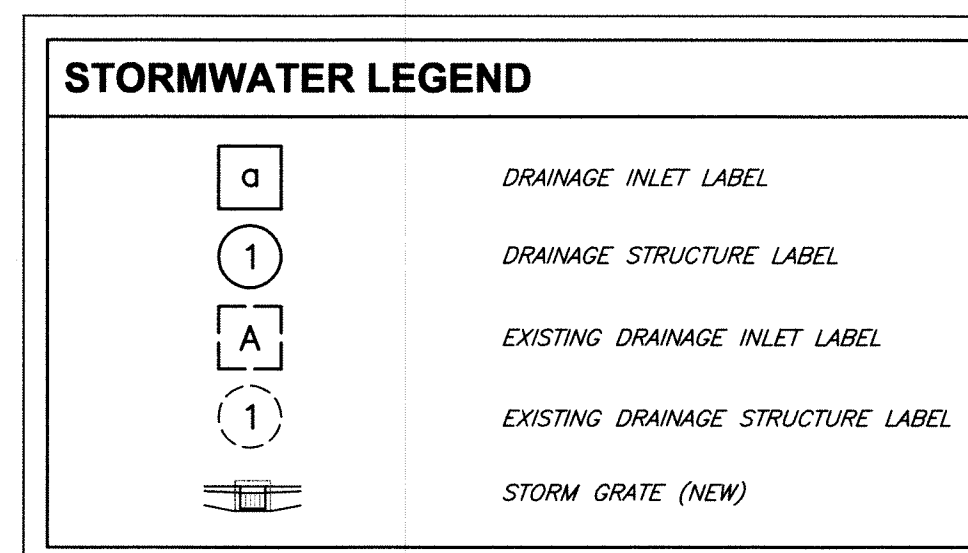 STORMWATER LEGEND
a DRAINAGE INLET LABEL
1 DRAINAGE STRUCTURE LABEL
A EXISTING DRAINAGE INLET LABEL
1 EXISTING DRAINAGE STRUCTURE LABEL
STORM GRATE (NEW)